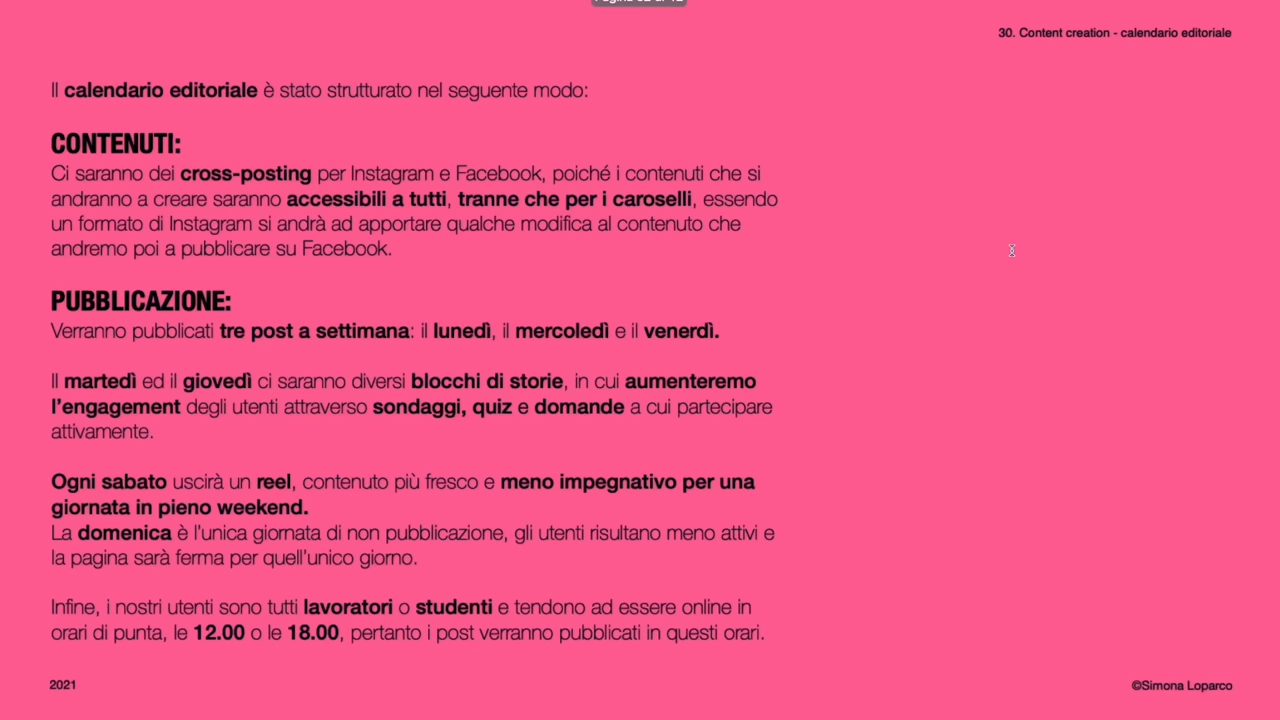 30. Content creation - calendario editoriale
Il calendario editoriale è stato strutturato nel seguente modo:
CONTENUTI:
Ci saranno dei cross-posting per Instagram e Facebook, poiché i contenuti che si
andranno a creare saranno accessibili a tutti, tranne che per i caroselli, essendo
un formato di Instagram si andrà ad apportare qualche modifica al contenuto che
andremo poi a pubblicare su Facebook.
PUBBLICAZIONE:
Verranno pubblicati tre post a settimana: il lunedì, il mercoledì e il venerdì.
Il martedì ed il giovedì ci saranno diversi blocchi di storie, in cui aumenteremo
l’engagement degli utenti attraverso sondaggi, quiz e domande a cui partecipare
attivamente.
Ogni sabato uscirà un reel, contenuto più fresco e meno impegnativo per una
giornata in pieno weekend.
La domenica è l’unica giornata di non pubblicazione, gli utenti risultano meno attivi e
la pagina sarà ferma per quell’unico giorno.
Infine, i nostri utenti sono tutti lavoratori o studenti e tendono ad essere online in
orari di punta, le 12.00 o le 18.00, pertanto i post verranno pubblicati in questi orari.
2021
©Simona Loparco